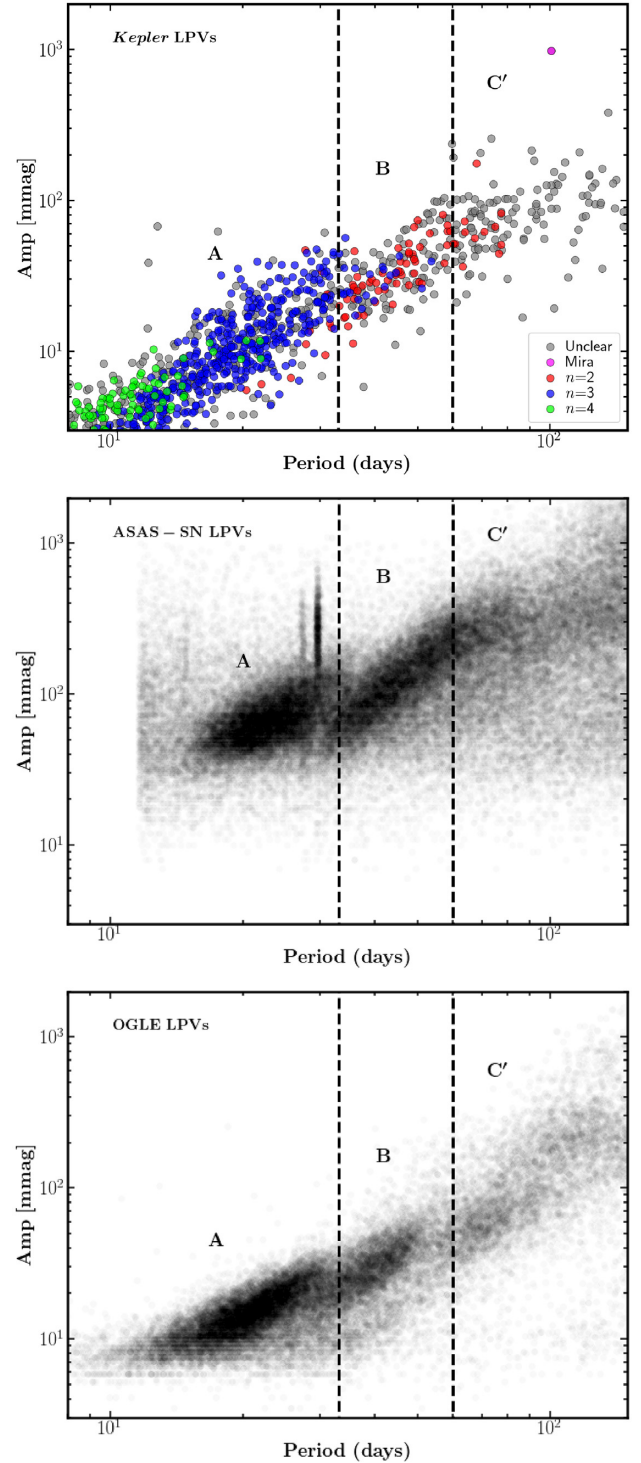 Kepler LPVs
C′
B
A
10³
10²
10¹
Amp [mmag]
Unclear
Mira
n=2
n=3
n=4
10¹
10²
Period (days)
ASAS − SN LPVs
C′
B
A
10³
10²
10¹
Amp [mmag]
10¹
10²
Period (days)
OGLE LPVs
C′
B
A
10³
10²
10¹
Amp [mmag]
10¹
10²
Period (days)